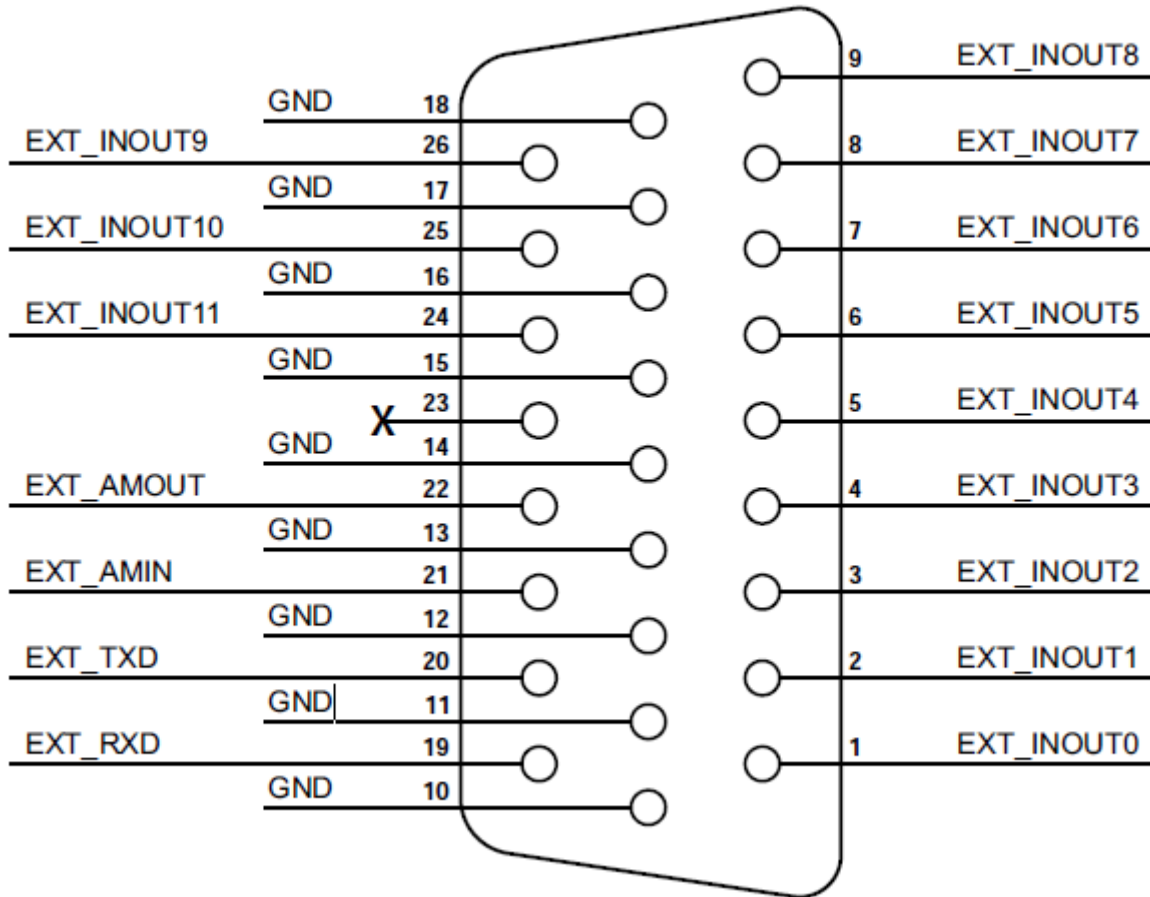 9 EXT_INOUT8
GND 18
EXT_INOUT9 26
8 EXT_INOUT7
GND 17
EXT_INOUT10 25
7 EXT_INOUT6
GND 16
EXT_INOUT11 24
6 EXT_INOUT5
GND 15
X 23
5 EXT_INOUT4
GND 14
EXT_AMOUT 22
4 EXT_INOUT3
GND 13
EXT_AMIN 21
3 EXT_INOUT2
GND 12
EXT_TXD 20
2 EXT_INOUT1
GND 11
EXT_RXD 19
1 EXT_INOUT0
GND 10